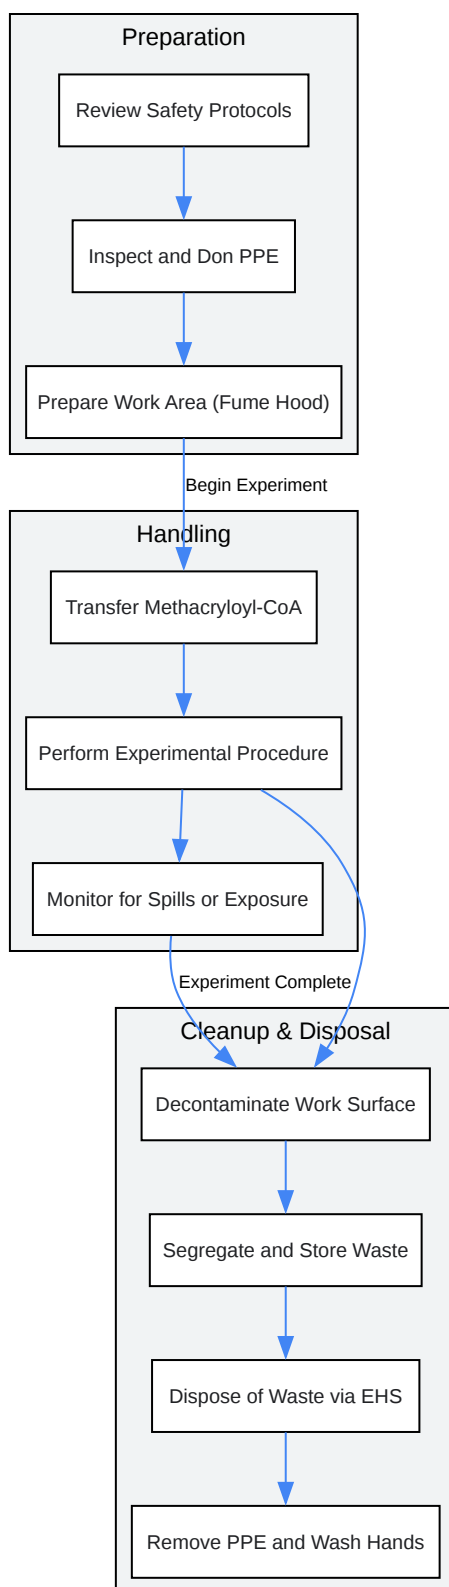 Preparation
Review Safety Protocols
Inspect and Don PPE
Prepare Work Area (Fume Hood)
Begin Experiment
Handling
Transfer Methacryloyl-CoA
Perform Experimental Procedure
Monitor for Spills or Exposure
Experiment Complete
Cleanup & Disposal
Decontaminate Work Surface
Segregate and Store Waste
Dispose of Waste via EHS
Remove PPE and Wash Hands